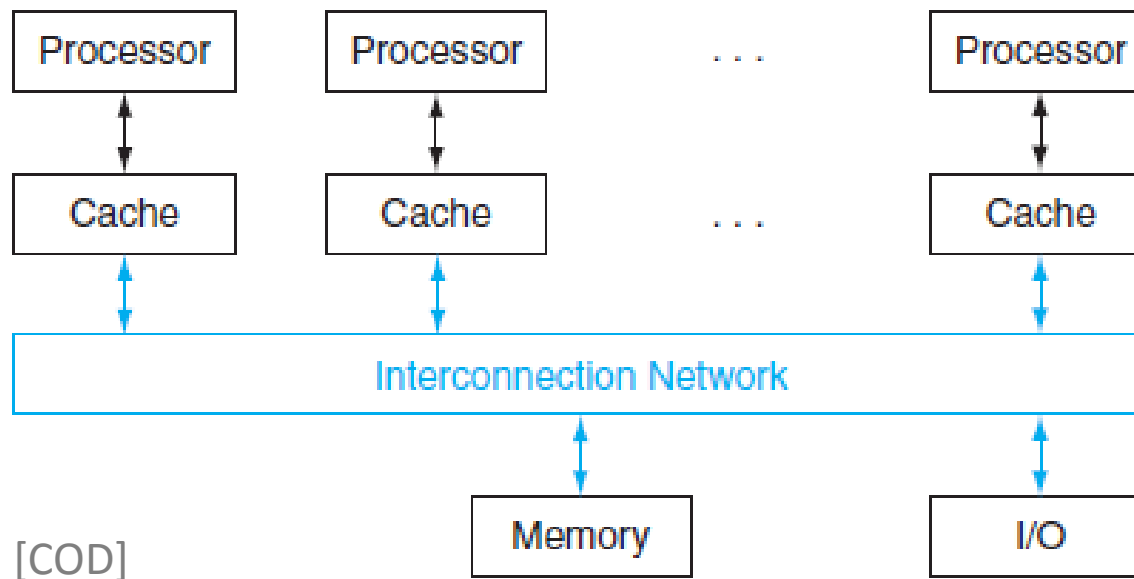 Processor Processor . . . Processor
Cache Cache . . . Cache
Interconnection Network
Memory I/O
[COD]